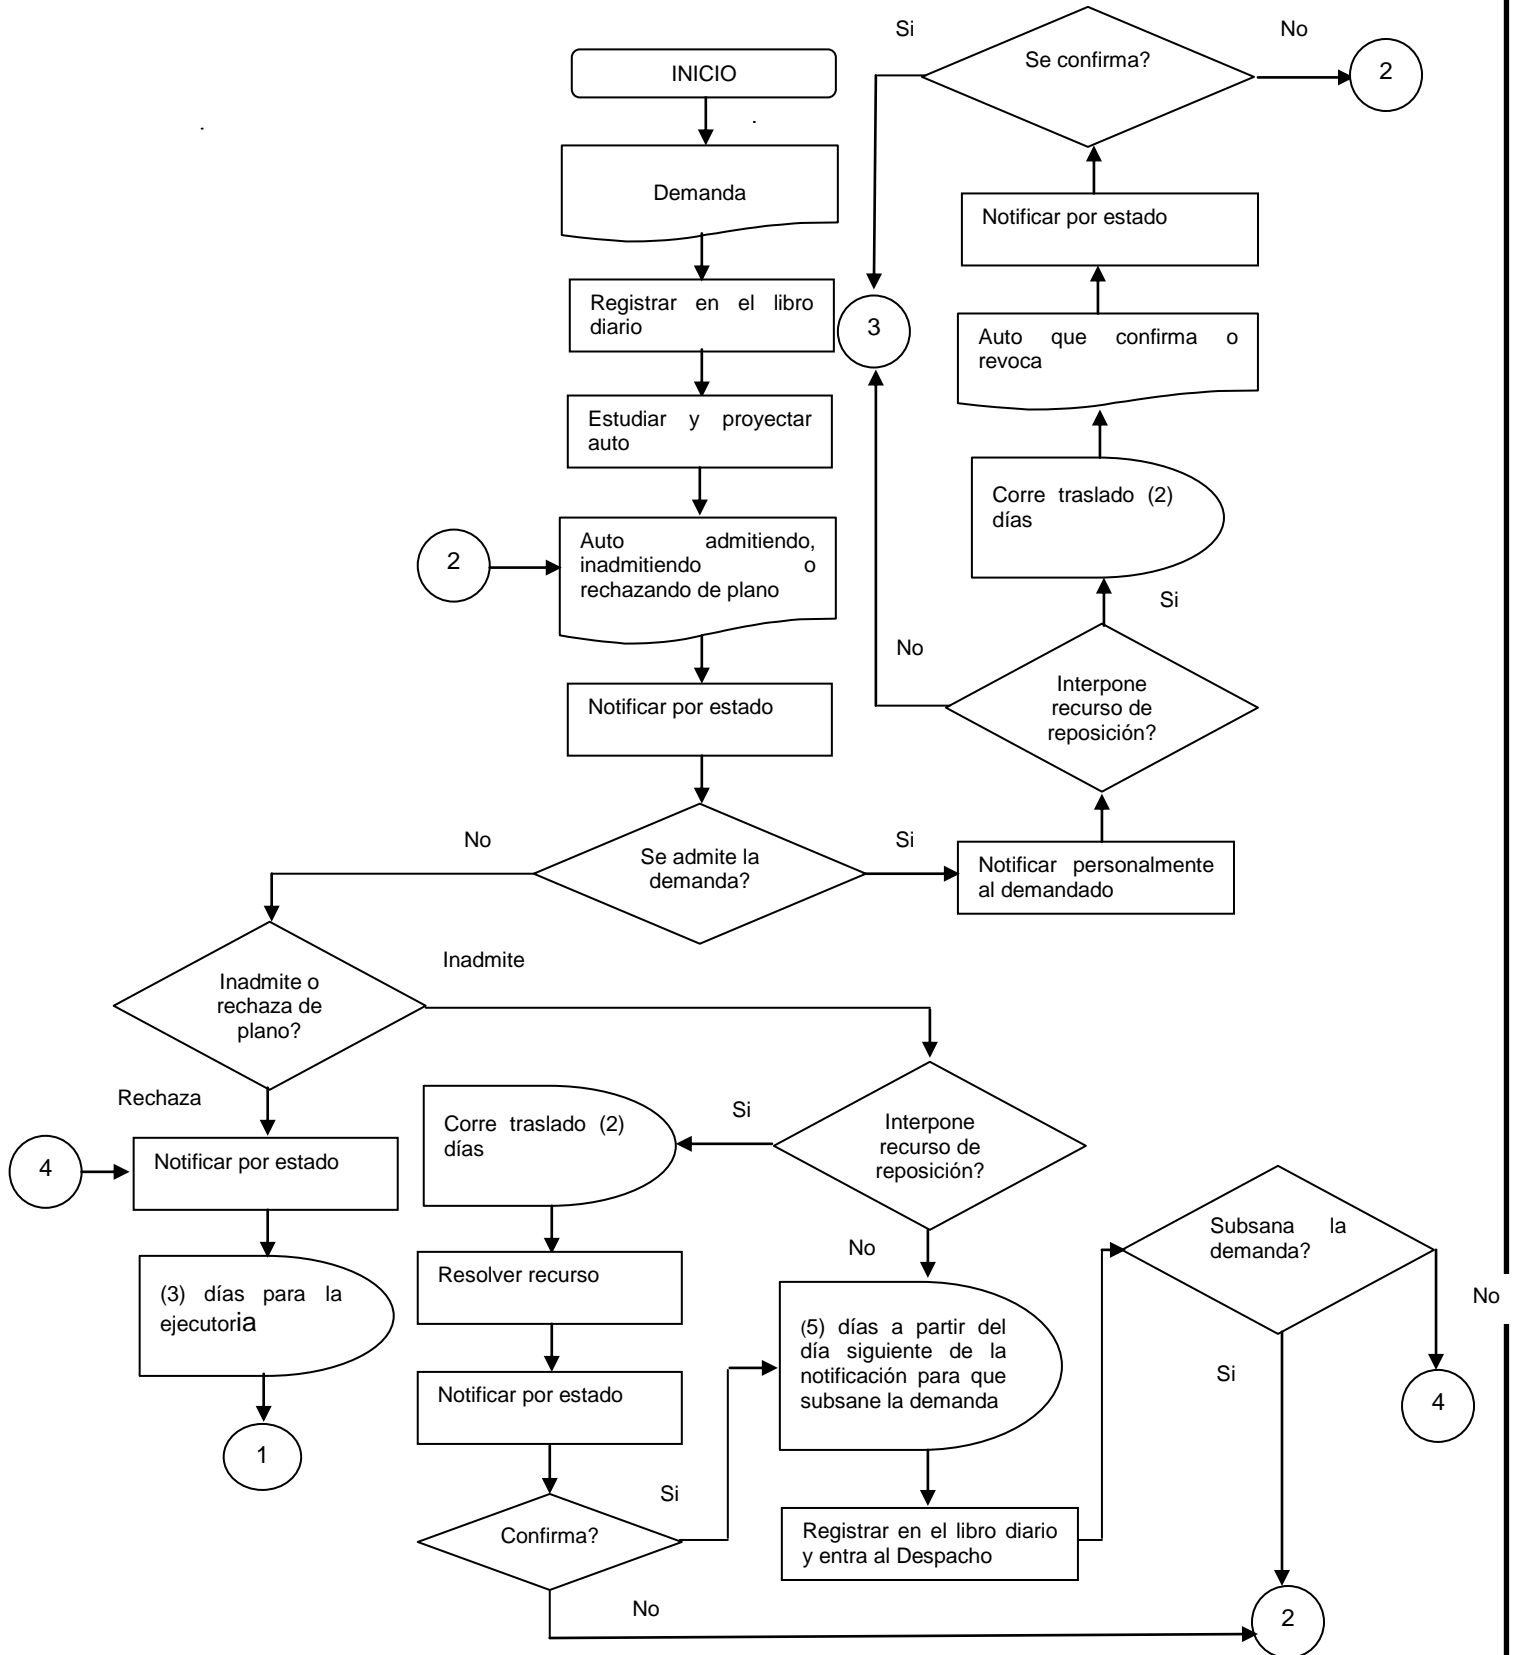 Si
No
INICIO
Se confirma?
2
Demanda
Notificar por estado
Registrar en el libro
diario
3
Auto que confirma o
revoca
Estudiar y proyectar
auto
Corre traslado (2)
días
2
Auto admitiendo,
inadmitiendo o
rechazando de plano
Si
No
Notificar por estado
Interpone
recurso de
reposición?
No
Se admite la
demanda?
Si
Notificar personalmente
al demandado
Inadmite o
rechaza de
plano?
Inadmite
Rechaza
Corre traslado (2)
días
Si
Interpone
recurso de
reposición?
4
Notificar por estado
Subsana la
demanda?
No
Resolver recurso
(3) días para la
ejecutoria
No
(5) días a partir del
día siguiente de la
notificación para que
subsane la demanda
Si
Notificar por estado
4
1
Si
Confirma?
Registrar en el libro diario
y entra al Despacho
No
2